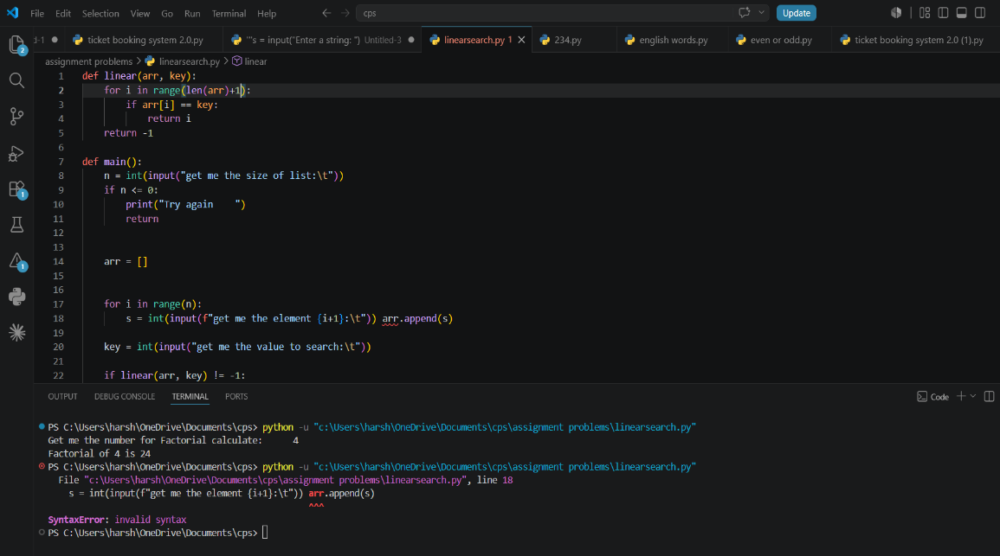 File Edit Selection View Go Run Terminal Help
cps
Update
d-1
ticket booking system 2.0.py
'''s = input("Enter a string: ") Untitled-3
linearsearch.py 1
234.py
english words.py
even or odd.py
ticket booking system 2.0 (1).py
assignment problems > linearsearch.py > linear
2
1
1
1 def linear(arr, key):
2     for i in range(len(arr)+1):
3         if arr[i] == key:
4             return i
5     return -1
6
7 def main():
8     n = int(input("get me the size of list:\t"))
9     if n <= 0:
10         print("Try again    ")
11         return
12
13
14     arr = []
15
16
17     for i in range(n):
18         s = int(input(f"get me the element {i+1}:\t")) arr.append(s)
19
20     key = int(input("get me the value to search:\t"))
21
22     if linear(arr, key) != -1:
OUTPUT DEBUG CONSOLE TERMINAL PORTS
Code
PS C:\Users\harsh\OneDrive\Documents\cps> python -u "c:\Users\harsh\OneDrive\Documents\cps\assignment problems\linearsearch.py"
Get me the number for Factorial calculate:      4
Factorial of 4 is 24
PS C:\Users\harsh\OneDrive\Documents\cps> python -u "c:\Users\harsh\OneDrive\Documents\cps\assignment problems\linearsearch.py"
  File "c:\Users\harsh\OneDrive\Documents\cps\assignment problems\linearsearch.py", line 18
    s = int(input(f"get me the element {i+1}:\t")) arr.append(s)
                                                   ^^^
SyntaxError: invalid syntax
PS C:\Users\harsh\OneDrive\Documents\cps>